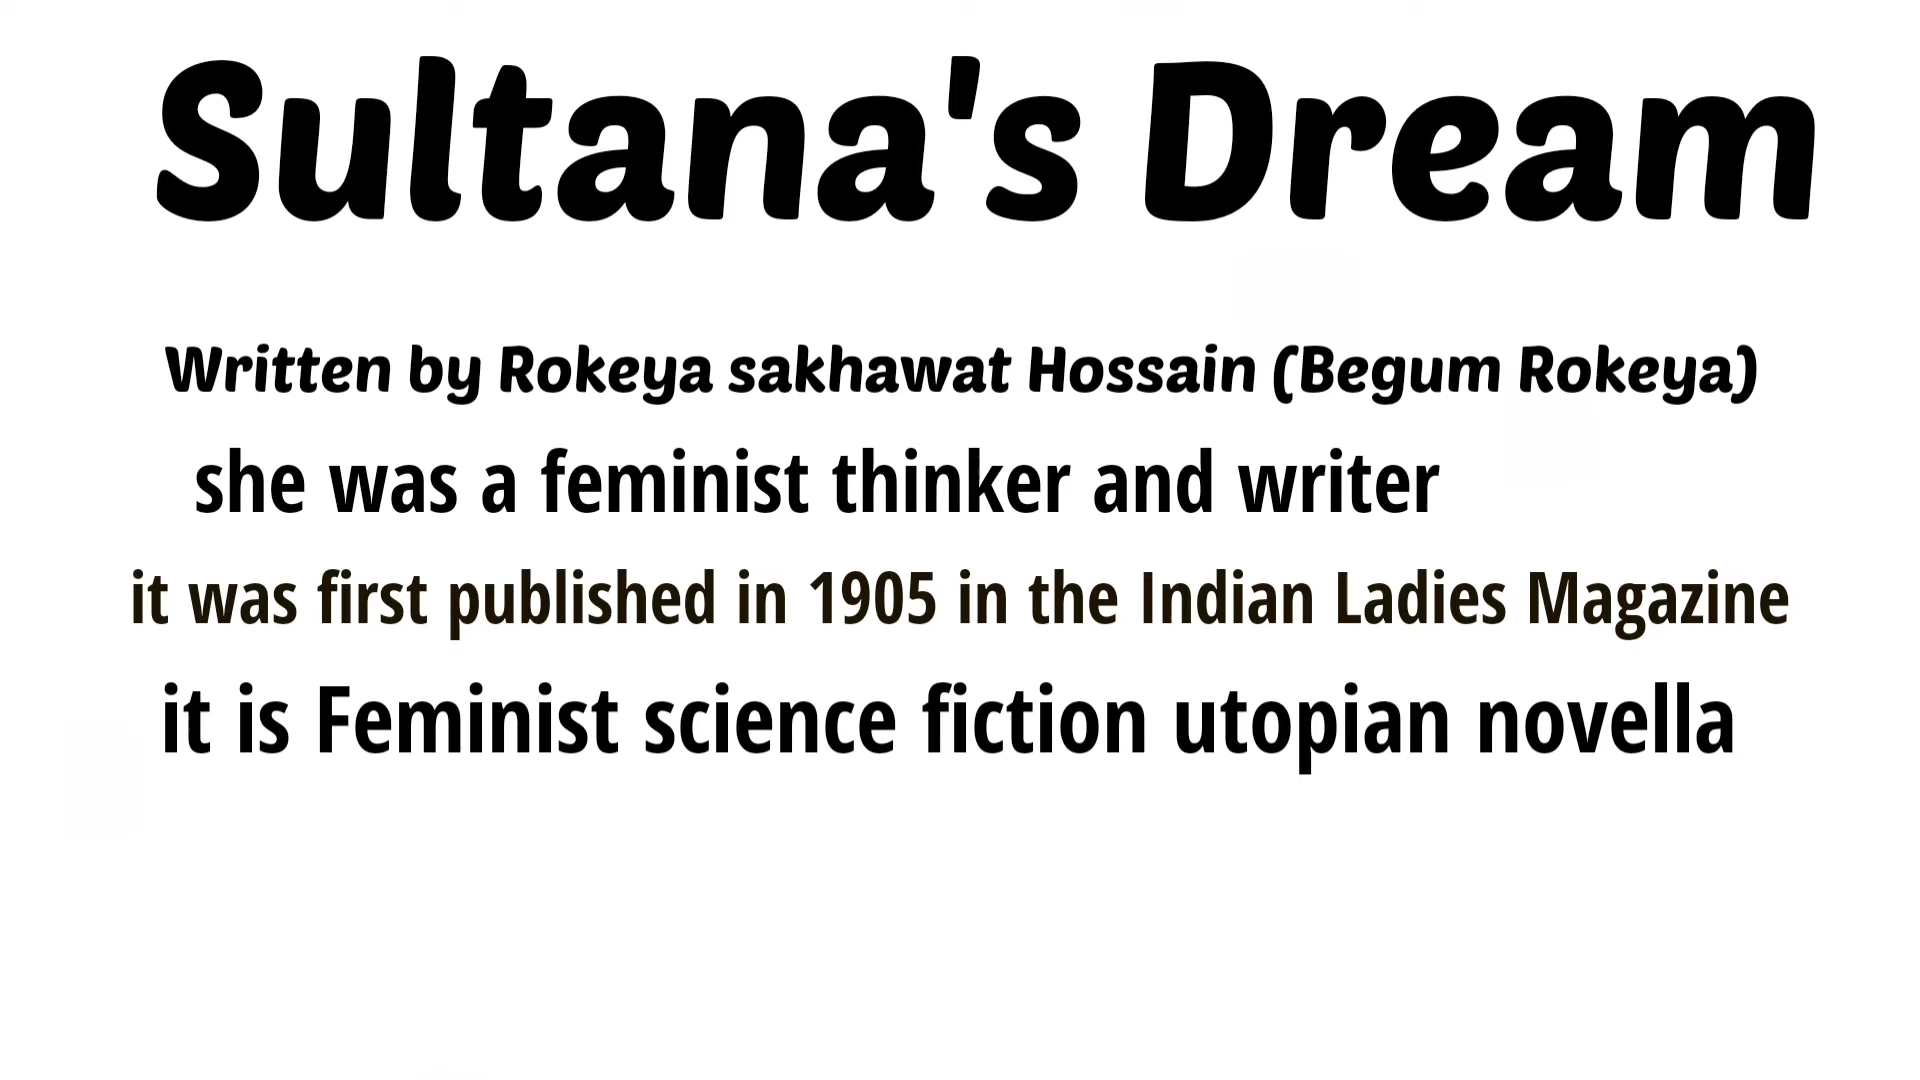 Sultana's Dream
Written by Rokeya sakhawat Hossain (Begum Rokeya)
she was a feminist thinker and writer
it was first published in 1905 in the Indian Ladies Magazine
it is Feminist science fiction utopian novella